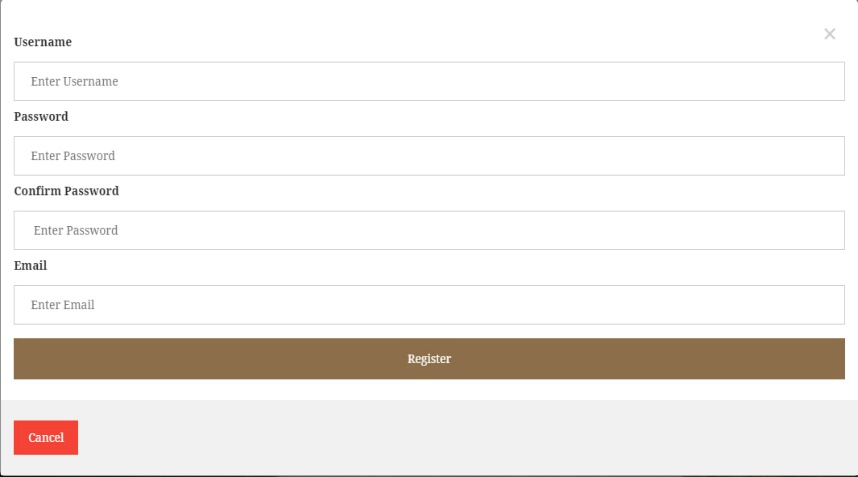 ×
Username
Enter Username
Password
Enter Password
Confirm Password
Enter Password
Email
Enter Email
Register
Cancel